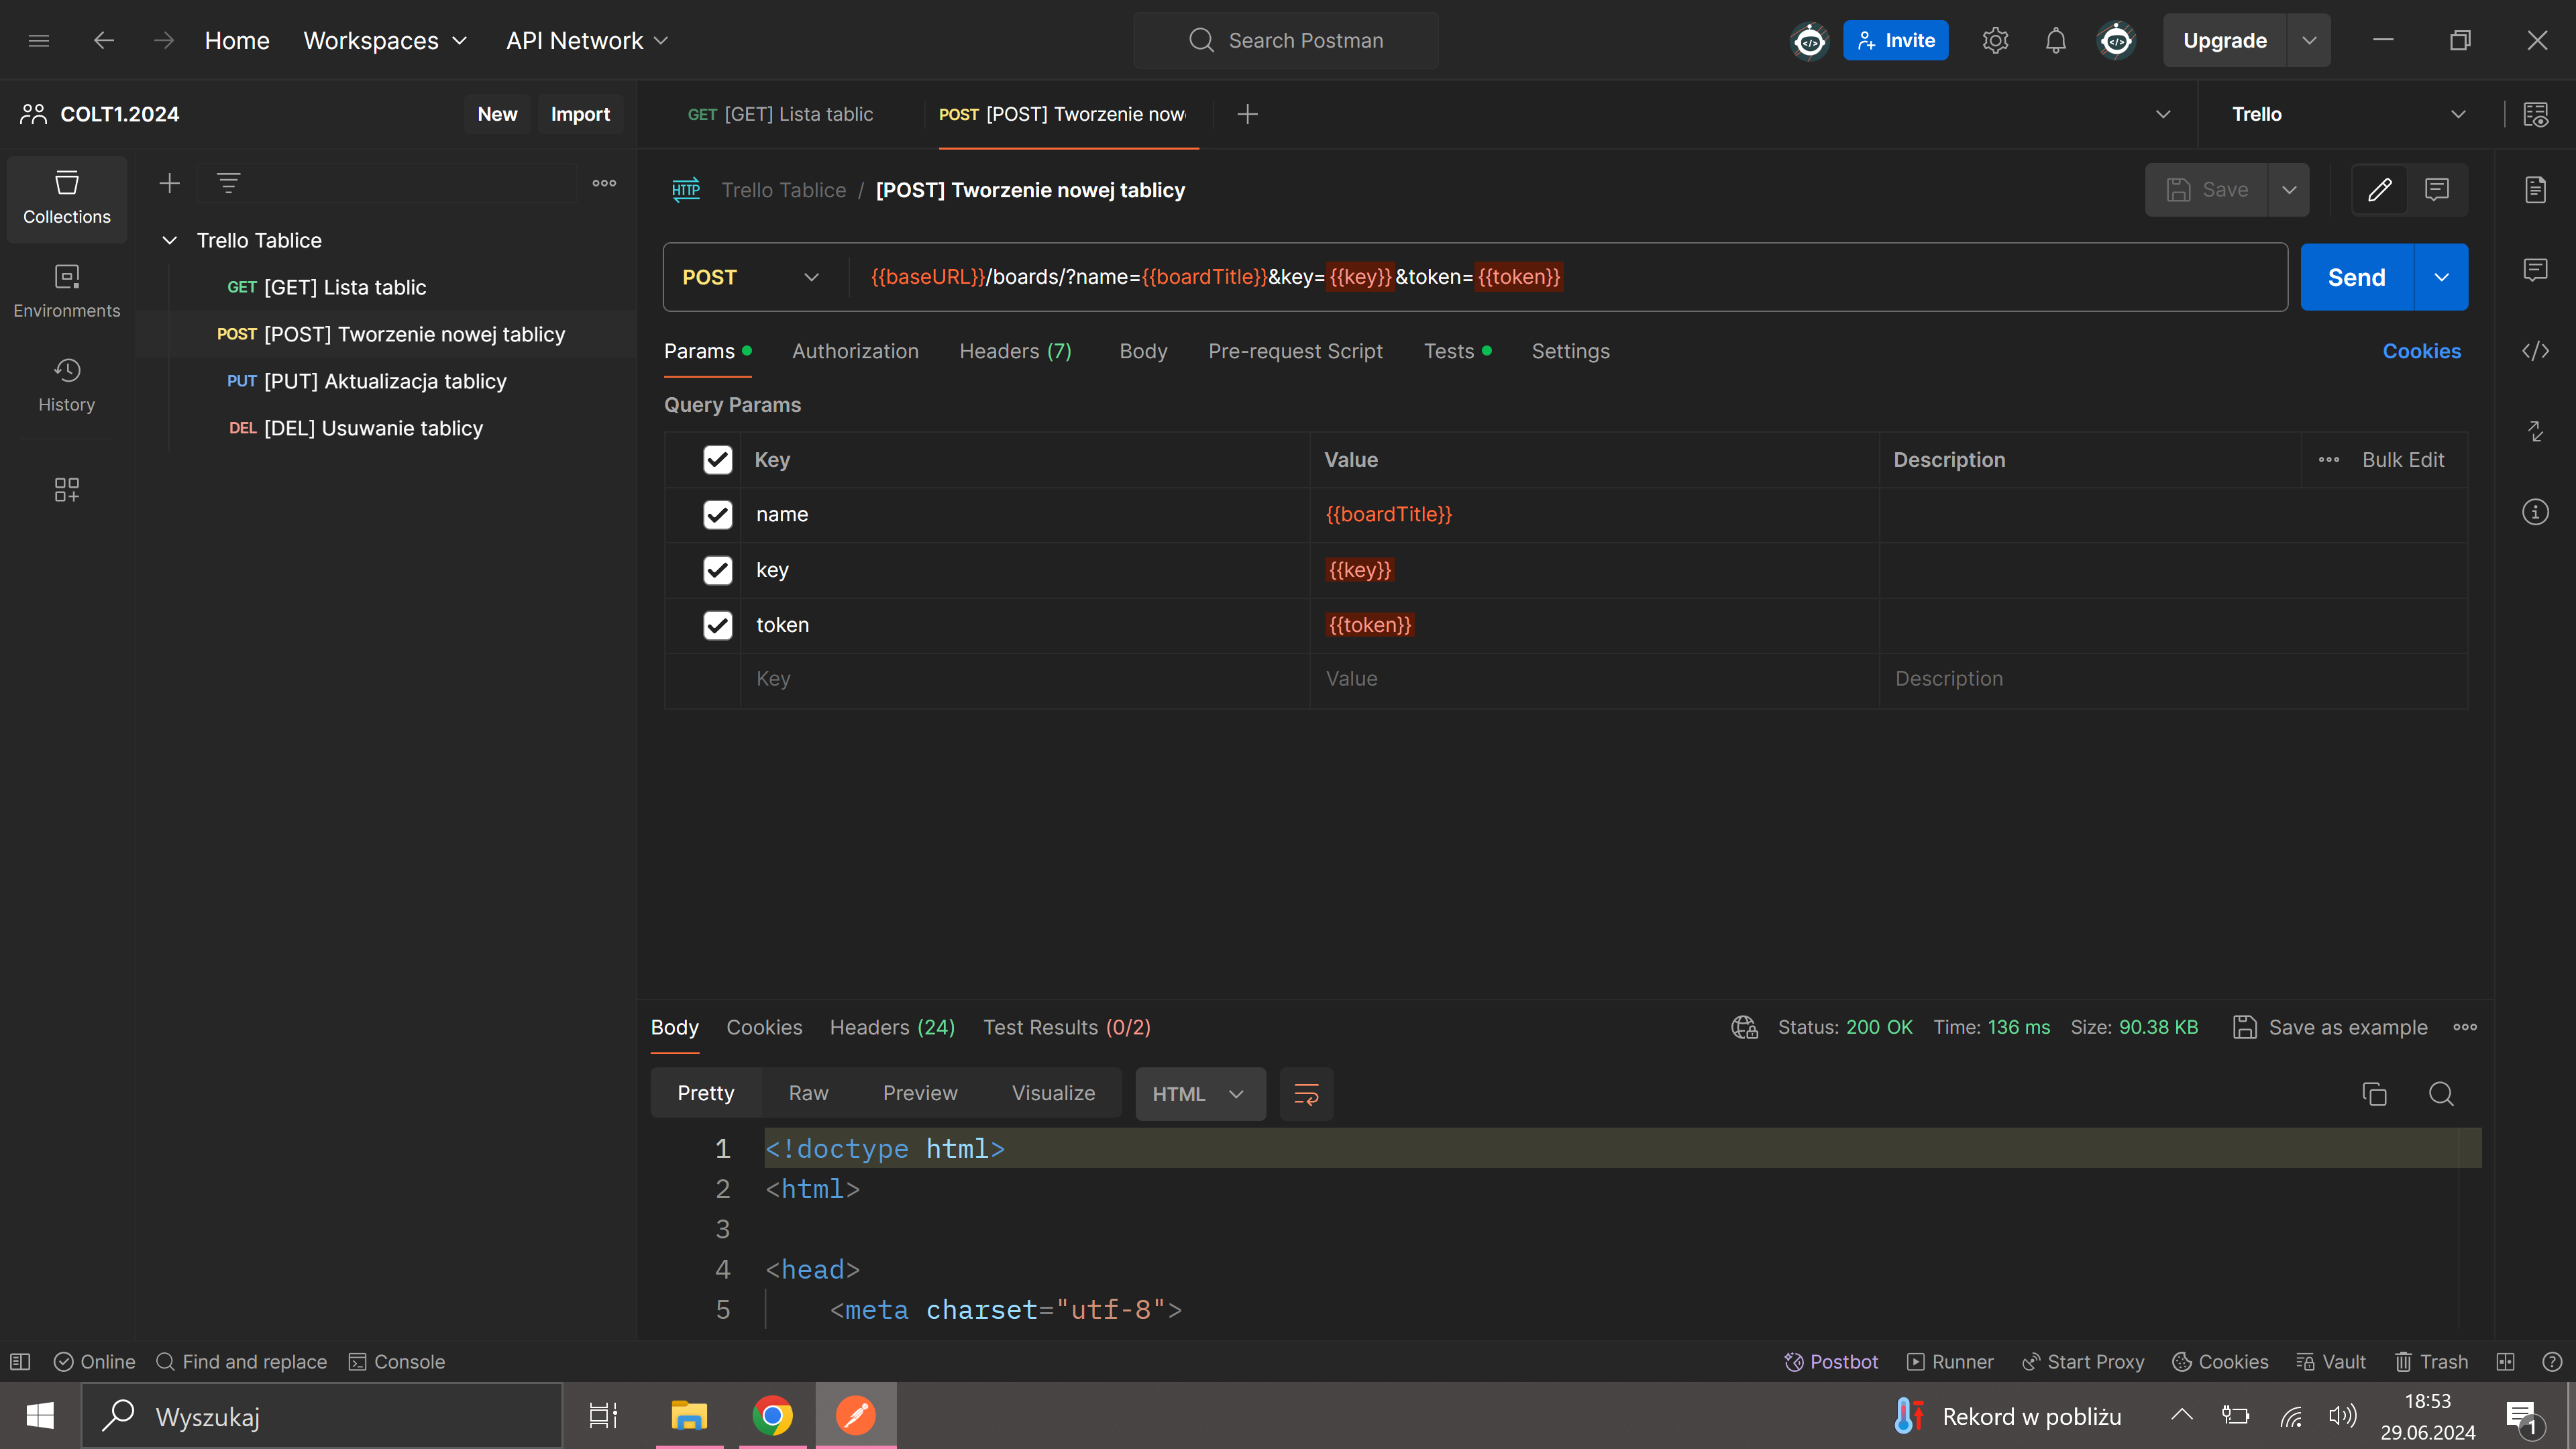 Home Workspaces API Network Search Postman Invite Upgrade
COLT1.2024 New Import GET [GET] Lista tablic POST [POST] Tworzenie now Trello
Collections
Environments
History
Trello Tablice
GET [GET] Lista tablic
POST [POST] Tworzenie nowej tablicy
PUT [PUT] Aktualizacja tablicy
DEL [DEL] Usuwanie tablicy
HTTP Trello Tablice / [POST] Tworzenie nowej tablicy Save
POST {{baseURL}}/boards/?name={{boardTitle}}&key={{key}}&token={{token}} Send
Params Authorization Headers (7) Body Pre-request Script Tests Settings Cookies
Query Params
Key Value Description Bulk Edit
name {{boardTitle}}
key {{key}}
token {{token}}
Key Value Description
Body Cookies Headers (24) Test Results (0/2) Status: 200 OK Time: 136 ms Size: 90.38 KB Save as example
Pretty Raw Preview Visualize HTML
1 <!doctype html>
2 <html>
3
4 <head>
5 <meta charset="utf-8">
Online Find and replace Console Postbot Runner Start Proxy Cookies Vault Trash
Wyszukaj Rekord w pobliżu 18:53
29.06.2024 1